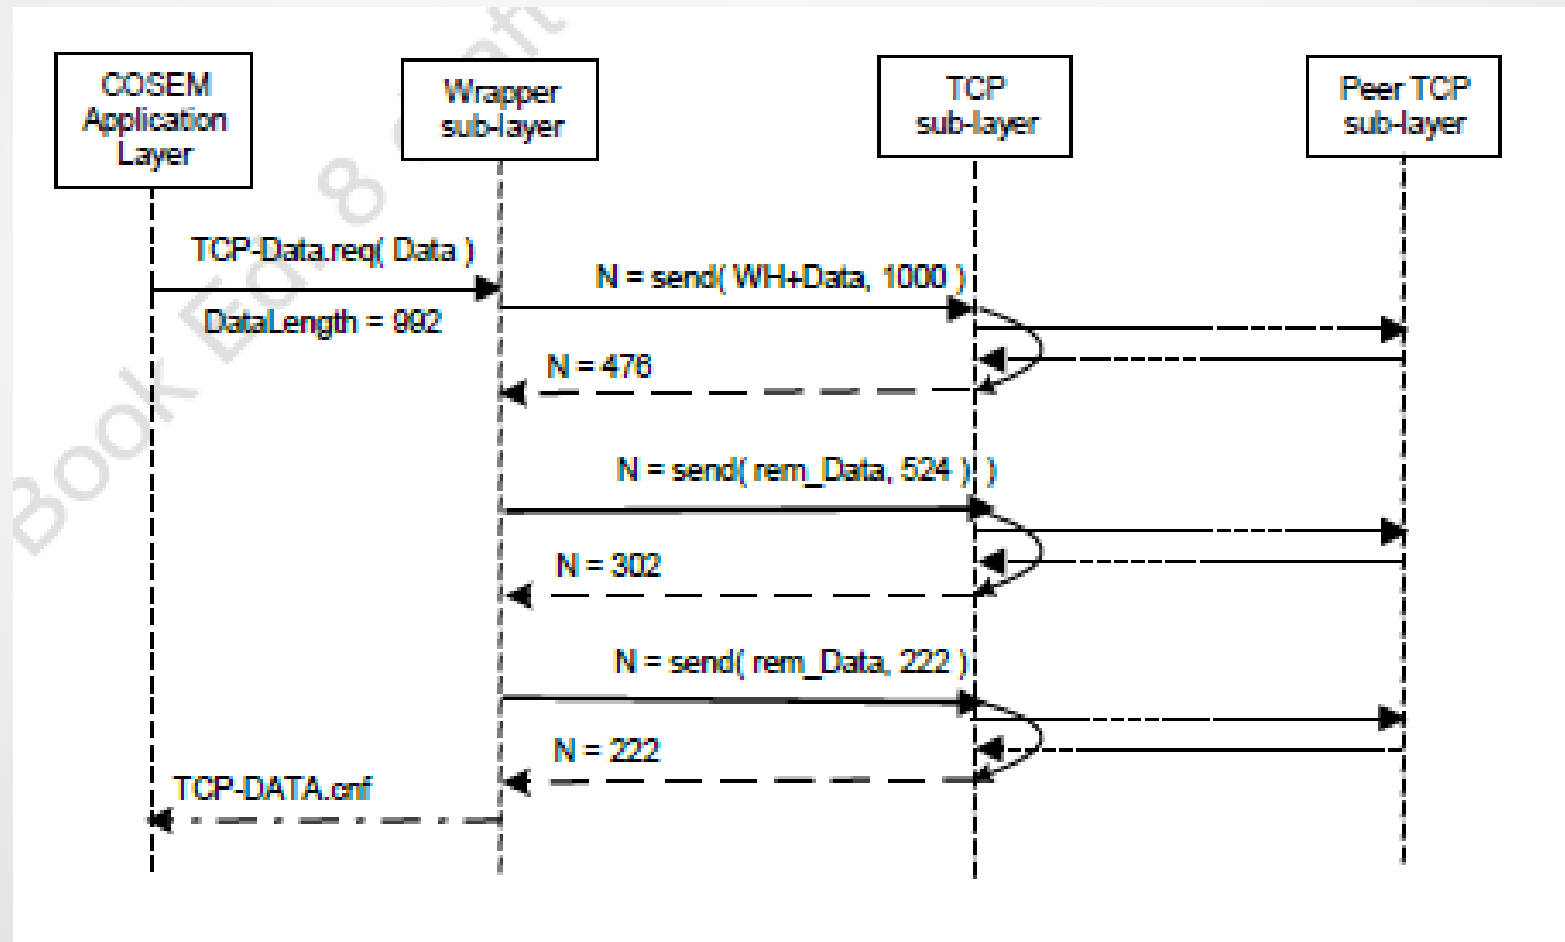 COSEM
Application
Layer
Wrapper
sub-layer
TCP
sub-layer
Peer TCP
sub-layer
TCP-Data.req( Data )
DataLength = 992
N = send( WH+Data, 1000 )
N = 476
N = send( rem_Data, 524 ) )
N = 302
N = send( rem_Data, 222 )
N = 222
TCP-DATA.cnf
Book Ed. 8